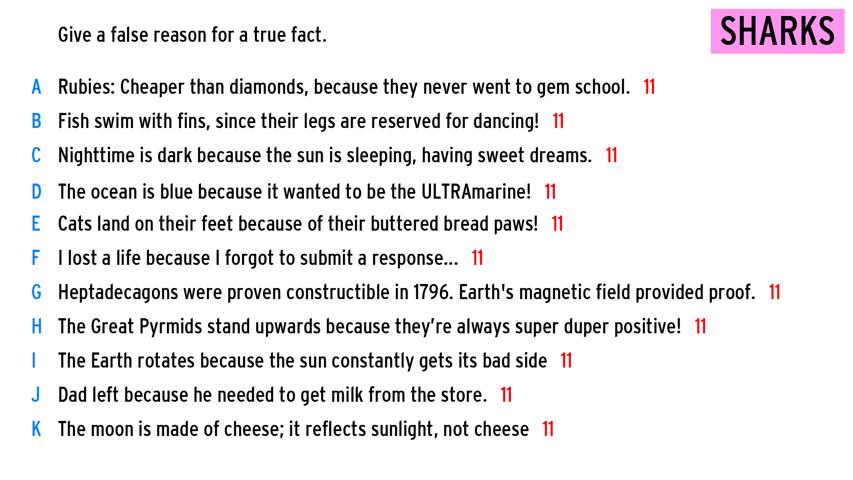 Give a false reason for a true fact.
SHARKS
A Rubies: Cheaper than diamonds, because they never went to gem school. 11
B Fish swim with fins, since their legs are reserved for dancing! 11
C Nighttime is dark because the sun is sleeping, having sweet dreams. 11
D The ocean is blue because it wanted to be the ULTRAmarine! 11
E Cats land on their feet because of their buttered bread paws! 11
F I lost a life because I forgot to submit a response... 11
G Heptadecagons were proven constructible in 1796. Earth's magnetic field provided proof. 11
H The Great Pyrmids stand upwards because they're always super duper positive! 11
I The Earth rotates because the sun constantly gets its bad side 11
J Dad left because he needed to get milk from the store. 11
K The moon is made of cheese; it reflects sunlight, not cheese 11